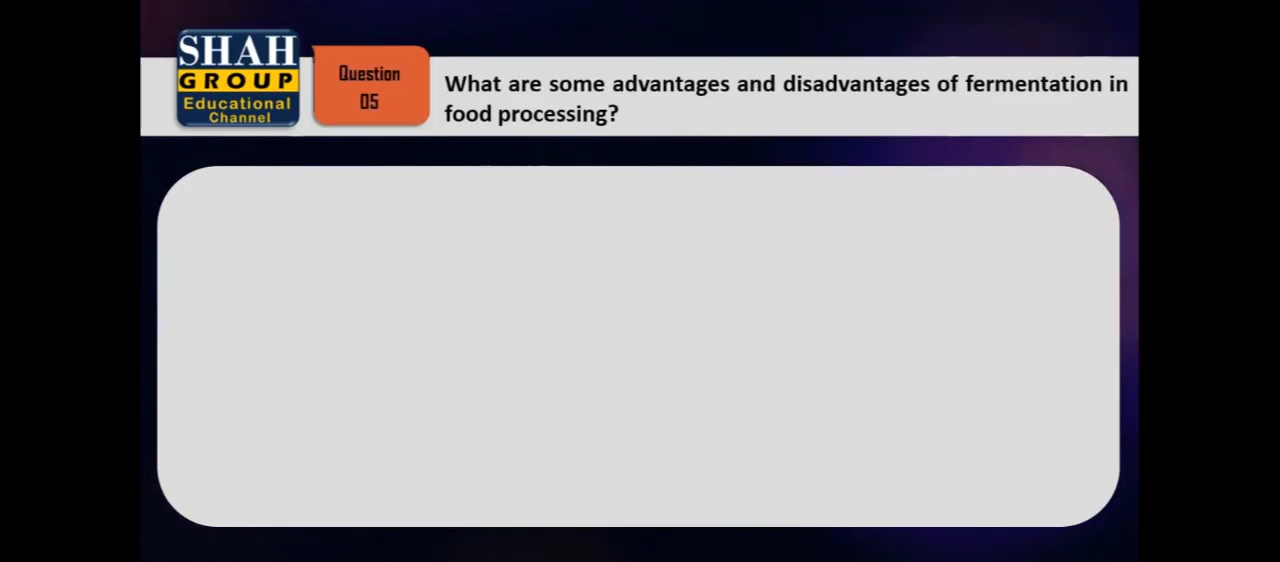 SHAH
GROUP
Educational
Channel
Question
05
What are some advantages and disadvantages of fermentation in
food processing?